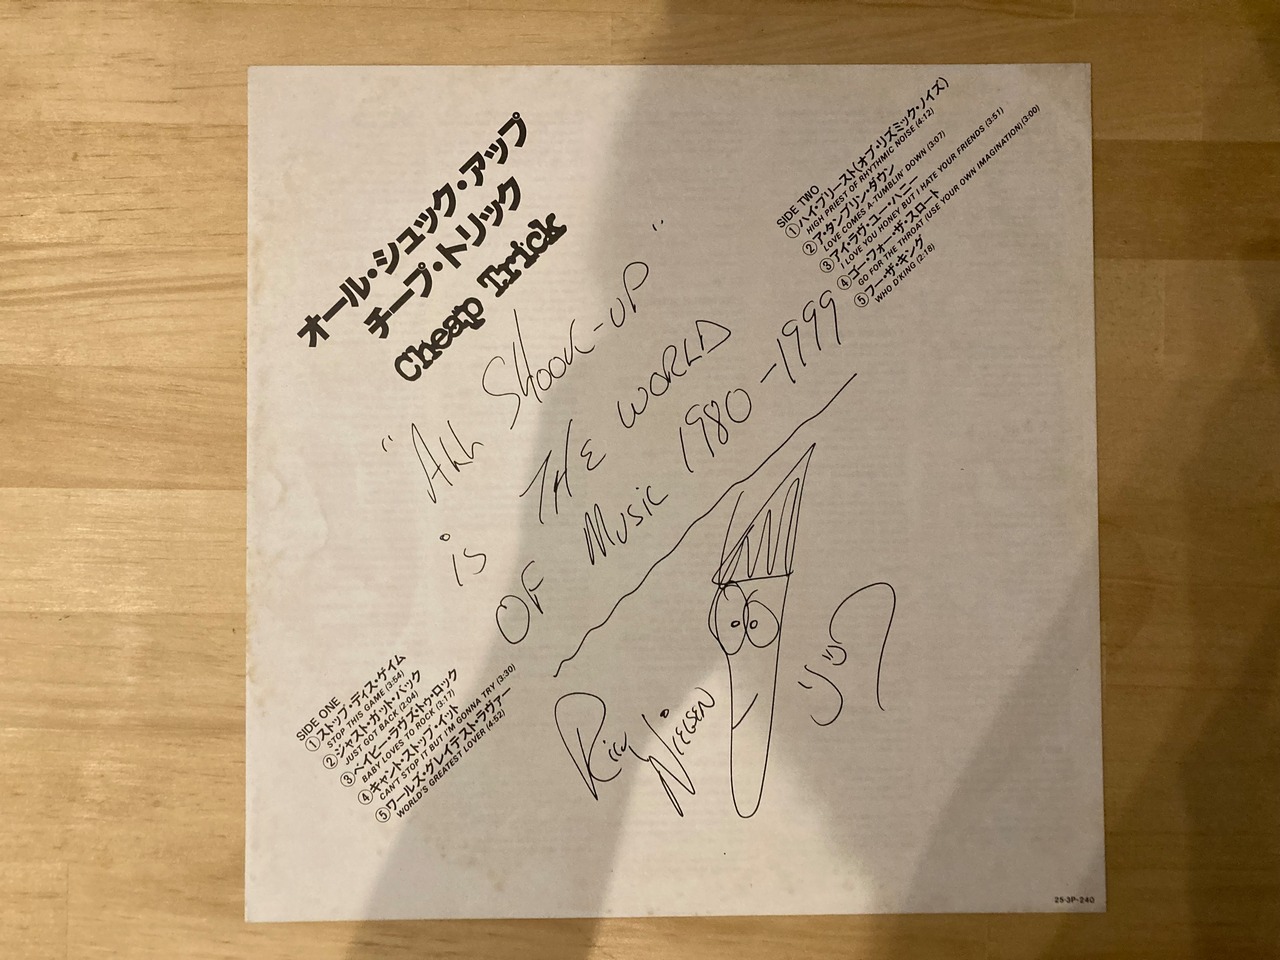 オール・シュック・アップ
チープ・トリック
Cheap Trick
SIDE TWO
①ハイ・プリースト(オブ・リズミック・ノイズ)
HIGH PRIEST OF RHYTHMIC NOISE (4:12)
②ア・タンブリン・ダウン
LOVE COMES A-TUMBLIN' DOWN (3:07)
③アイ・ラヴ・ユー・ハニー
I LOVE YOU HONEY BUT I HATE YOUR FRIENDS (3:51)
④ゴー・フォー・ザ・スロート
GO FOR THE THROAT (USE YOUR OWN IMAGINATION) (3:00)
⑤フー・ザ・キング
WHO D'KING (2:18)
"ALL SHOOK-UP"
is THE WORLD
OF MUSIC 1980-1999
SIDE ONE
①ストップ・ディス・ゲイム
STOP THIS GAME (3:54)
②ジャスト・ガット・バック
JUST GOT BACK (2:04)
③ベイビー・ラヴズ・トゥ・ロック
BABY LOVES TO ROCK (3:17)
④キャント・ストップ・イット
CAN'T STOP IT BUT I'M GONNA TRY (3:30)
⑤ワールズ・グレイテスト・ラヴァー
WORLD'S GREATEST LOVER (4:52)
Rick NIELSEN
リック
25・3P-240